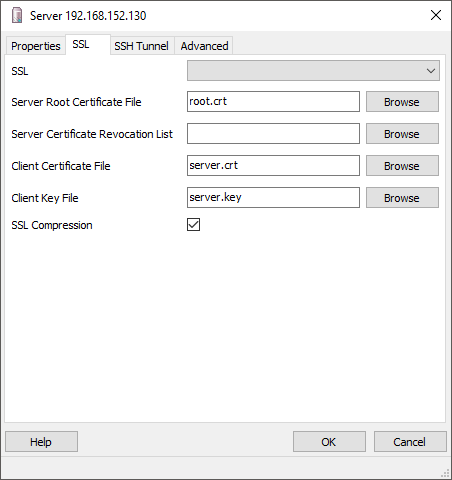 Server 192.168.152.130
Properties SSL SSH Tunnel Advanced
SSL
Server Root Certificate File root.crt Browse
Server Certificate Revocation List Browse
Client Certificate File server.crt Browse
Client Key File server.key Browse
SSL Compression
Help OK Cancel